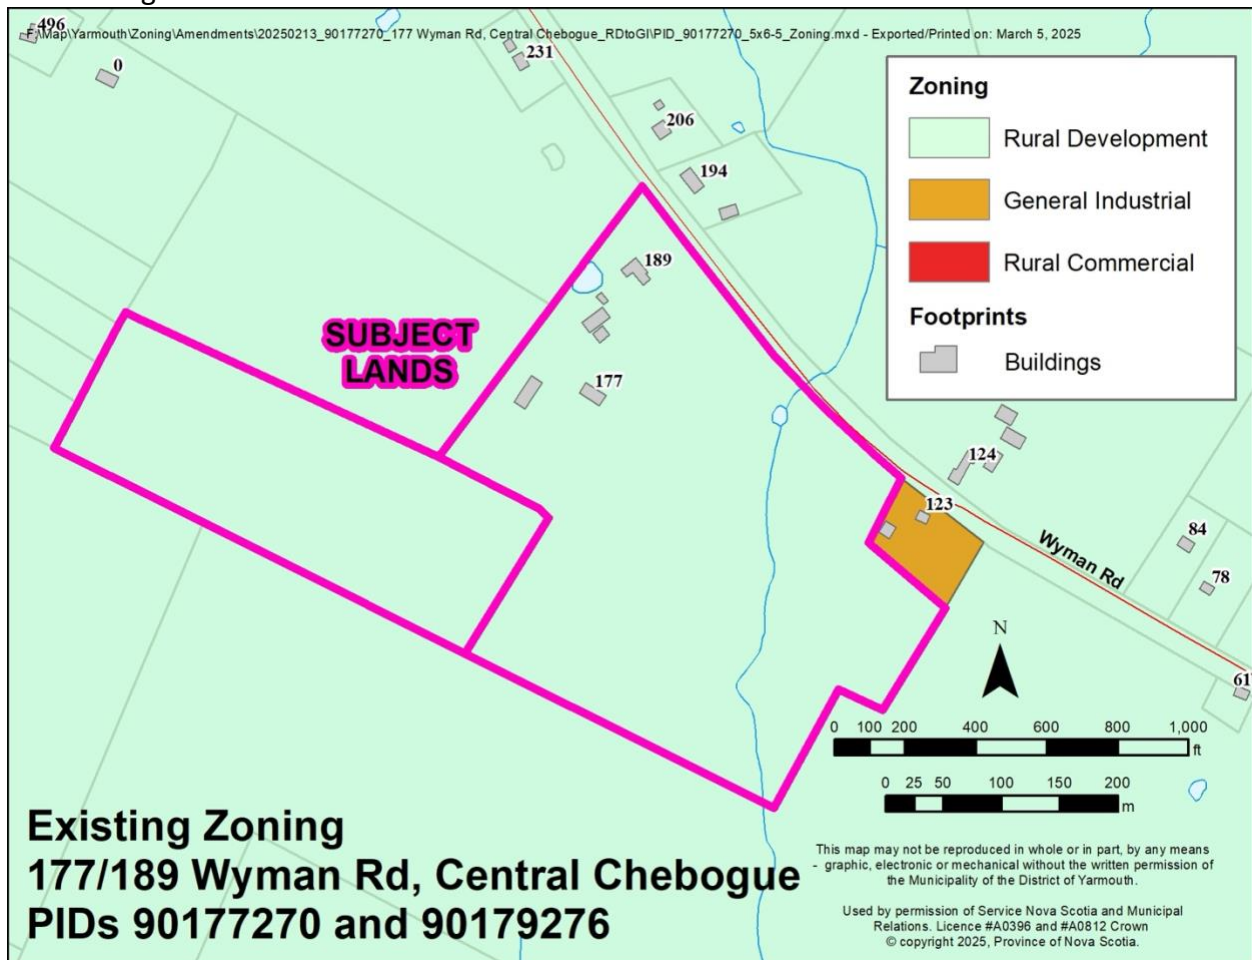 F:\Map\Yarmouth\Zoning\Amendments\20250213_90177270_177 Wyman Rd, Central Chebogue_RDtoGI\PID_90177270_5x6-5_Zoning.mxd - Exported/Printed on: March 5, 2025
496
0
231
206
194
189
177
SUBJECT
LANDS
Zoning
Rural Development
General Industrial
Rural Commercial
Footprints
Buildings
124
123
84
78
61
Wyman Rd
N
0 100 200 400 600 800 1,000
ft
0 25 50 100 150 200
m
Existing Zoning
177/189 Wyman Rd, Central Chebogue
PIDs 90177270 and 90179276
This map may not be reproduced in whole or in part, by any means
- graphic, electronic or mechanical without the written permission of
the Municipality of the District of Yarmouth.
Used by permission of Service Nova Scotia and Municipal
Relations. Licence #A0396 and #A0812 Crown
© copyright 2025, Province of Nova Scotia.